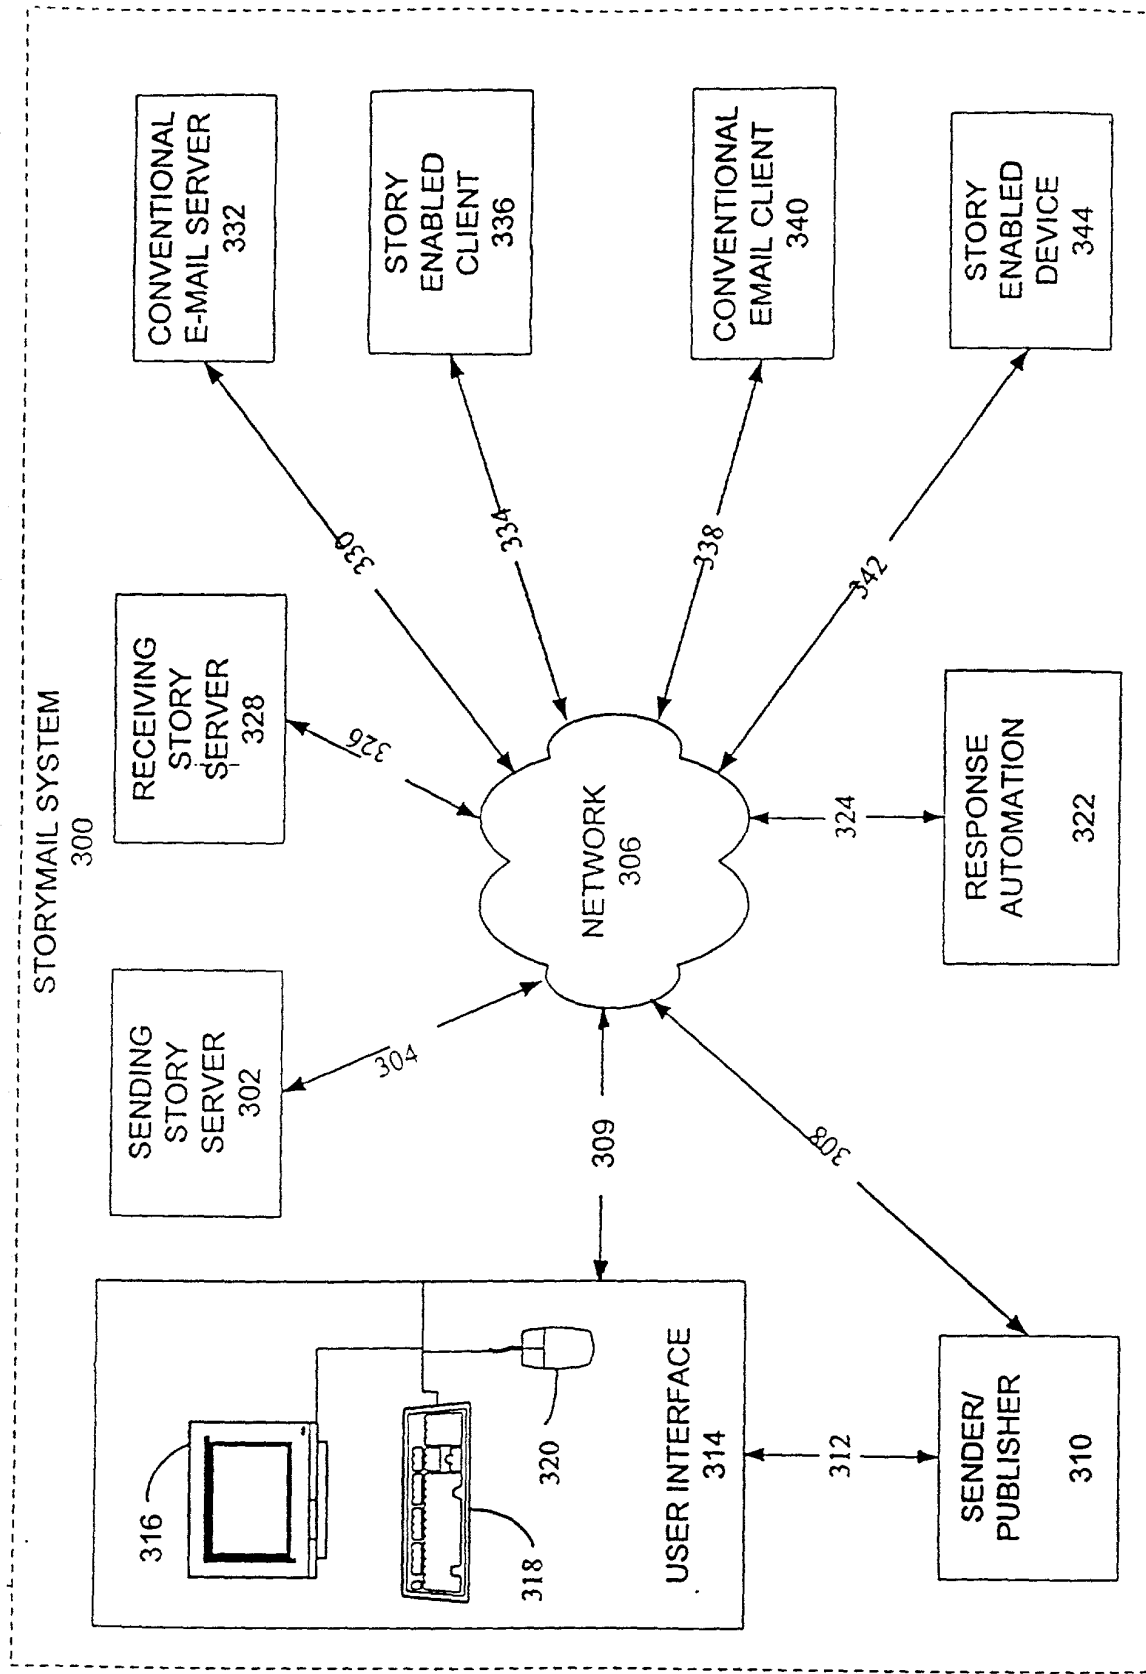 STORYMAIL SYSTEM
300
316
318
320
USER INTERFACE
314
SENDING
STORY
SERVER
302
RECEIVING
STORY
SERVER
328
CONVENTIONAL
E-MAIL SERVER
332
304
326
330
309
NETWORK
306
334
STORY
ENABLED
CLIENT
336
338
CONVENTIONAL
EMAIL CLIENT
340
312
308
324
342
SENDER/
PUBLISHER
310
RESPONSE
AUTOMATION
322
STORY
ENABLED
DEVICE
344